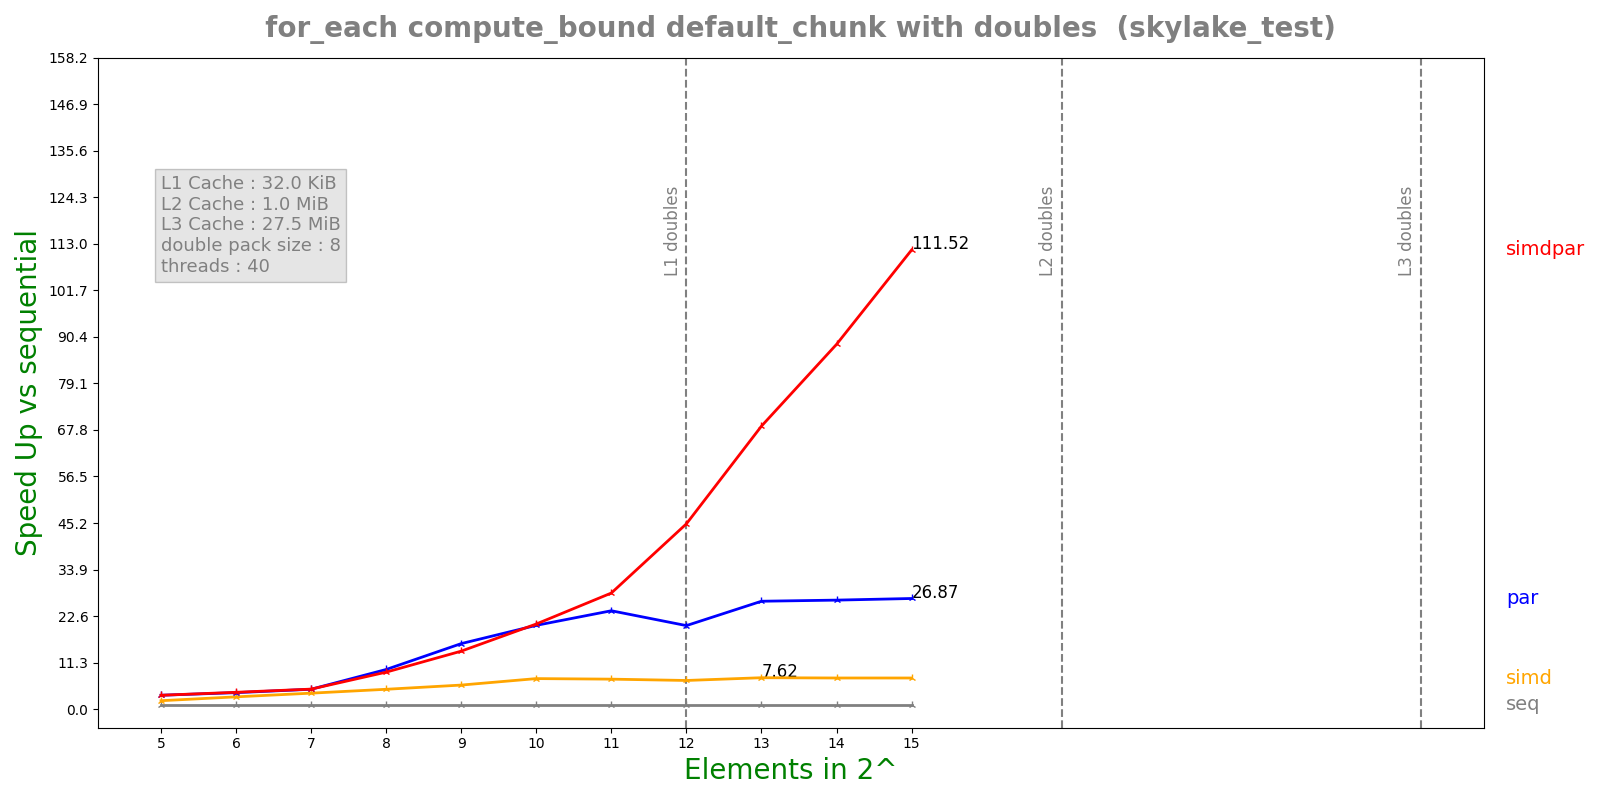 for_each compute_bound default_chunk with doubles (skylake_test)
158.2
146.9
135.6
124.3
113.0
101.7
90.4
79.1
67.8
56.5
45.2
33.9
22.6
11.3
0.0
Speed Up vs sequential
L1 Cache : 32.0 KiB
L2 Cache : 1.0 MiB
L3 Cache : 27.5 MiB
double pack size : 8
threads : 40
L1 doubles
L2 doubles
L3 doubles
111.52
26.87
7.62
simdpar
par
simd
seq
5 6 7 8 9 10 11 12 13 14 15
Elements in 2^